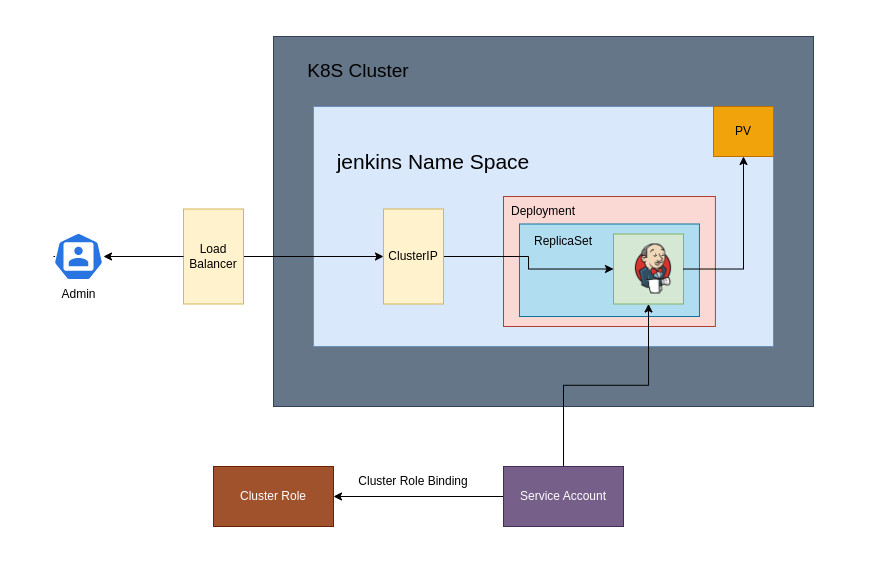 K8S Cluster
PV
jenkins Name Space
Deployment
ReplicaSet
Load
Balancer
ClusterIP
Admin
Cluster Role Binding
Cluster Role
Service Account